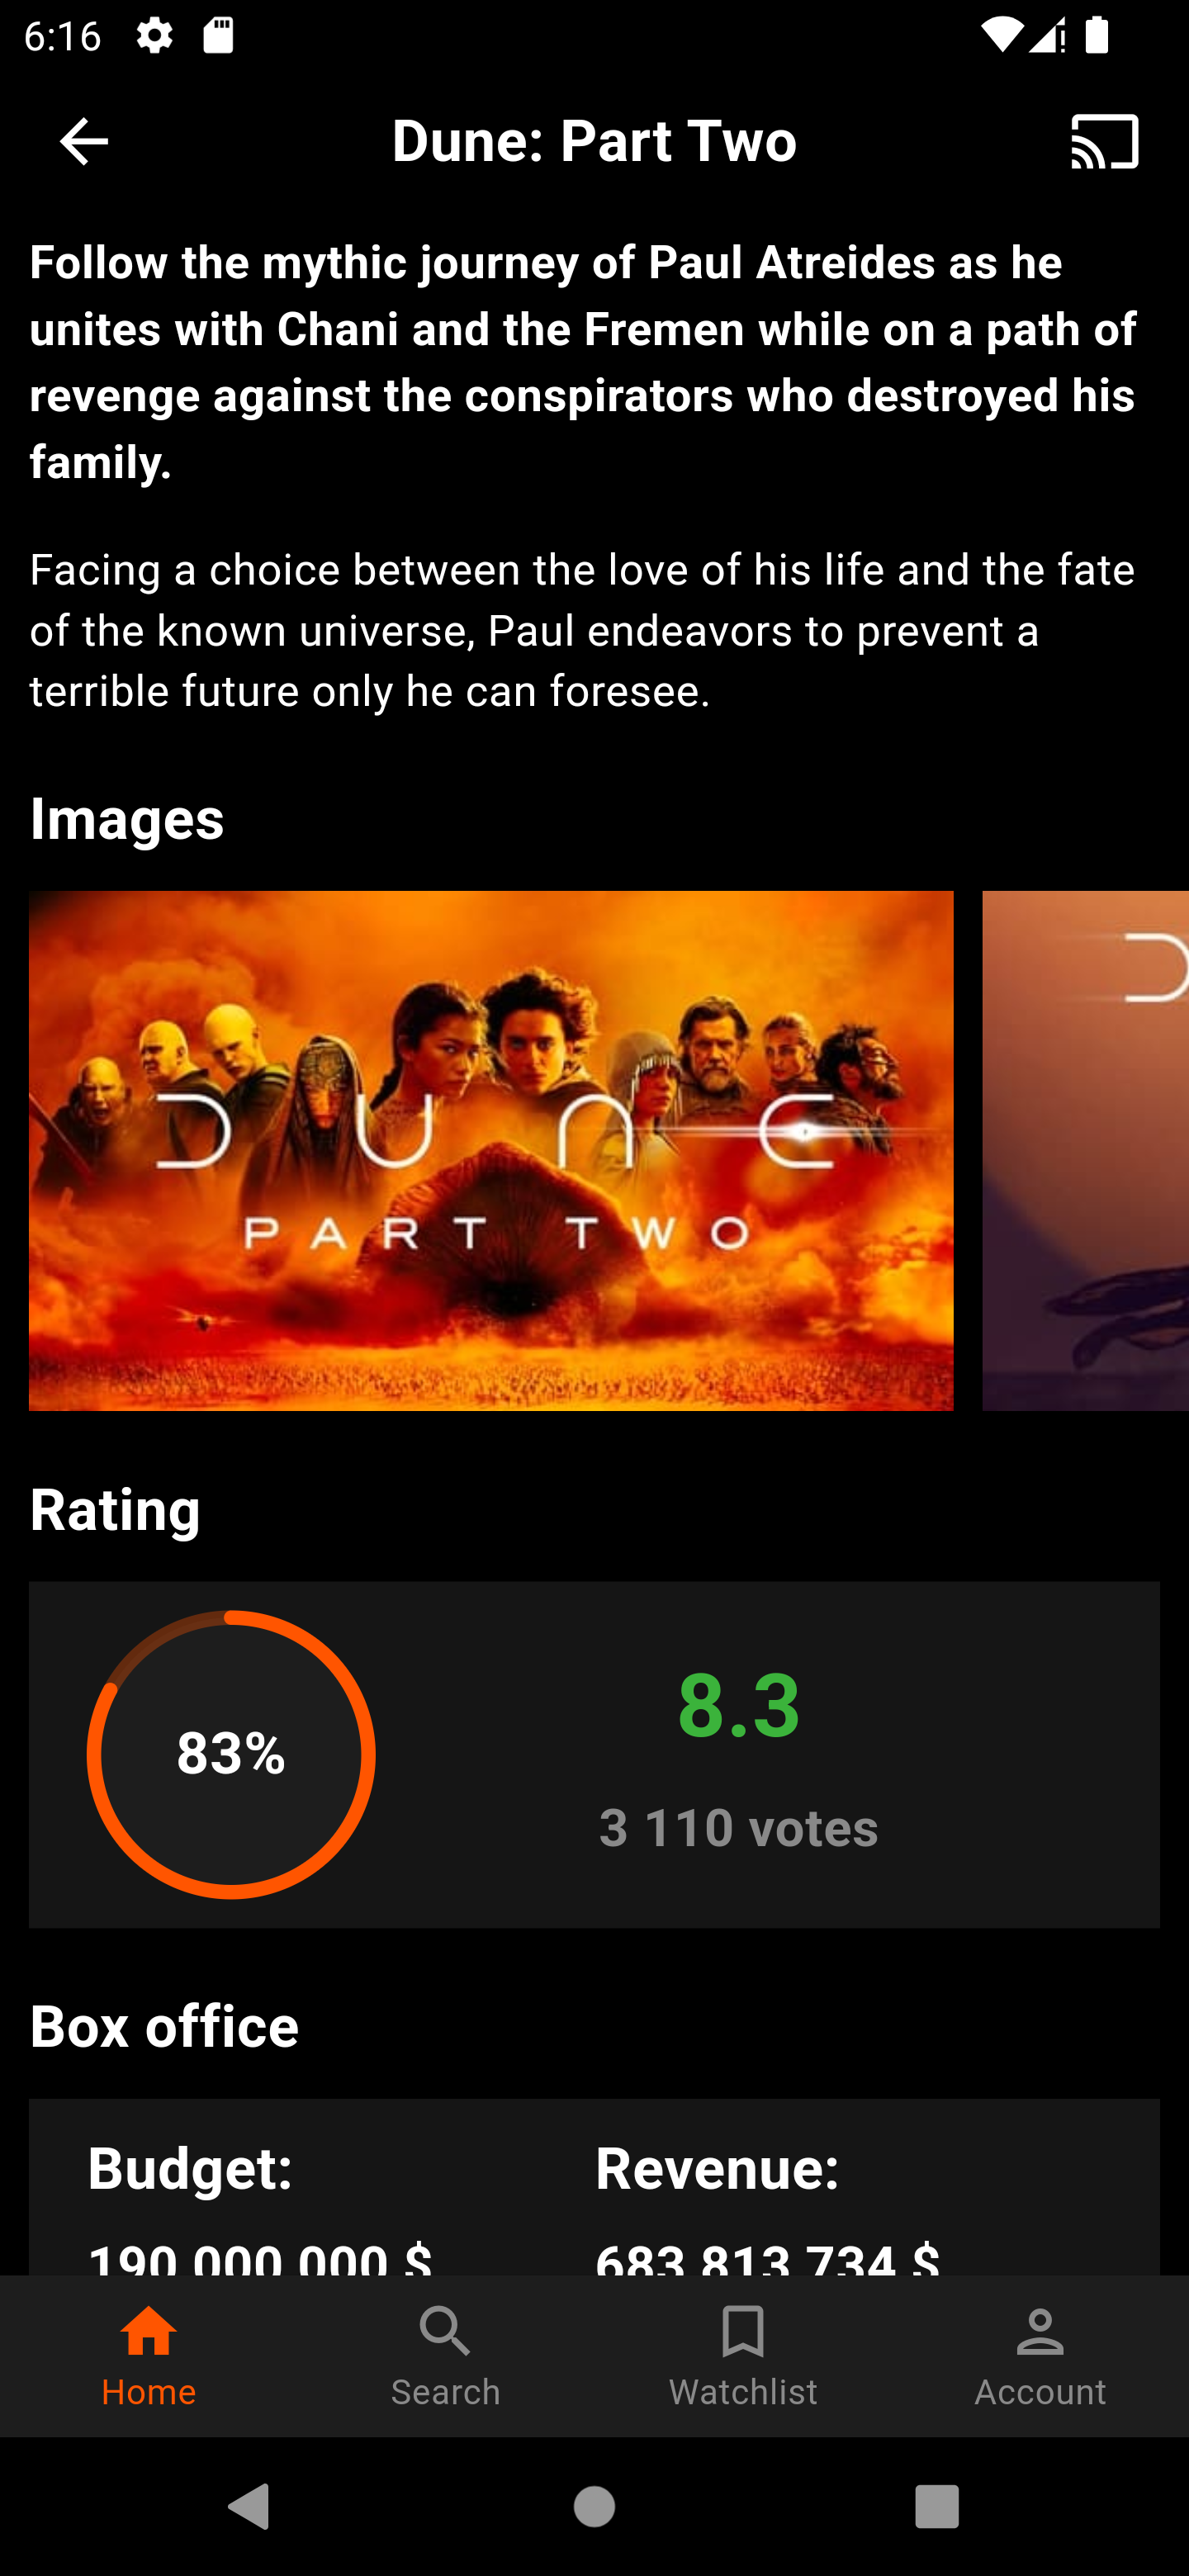 6:16
Dune: Part Two
Follow the mythic journey of Paul Atreides as he
unites with Chani and the Fremen while on a path of
revenge against the conspirators who destroyed his
family.
Facing a choice between the love of his life and the fate
of the known universe, Paul endeavors to prevent a
terrible future only he can foresee.
Images
DUNE
PART TWO
D
Rating
83%
8.3
3 110 votes
Box office
Budget:
Revenue:
190 000 000 $
683 813 734 $
Home
Search
Watchlist
Account